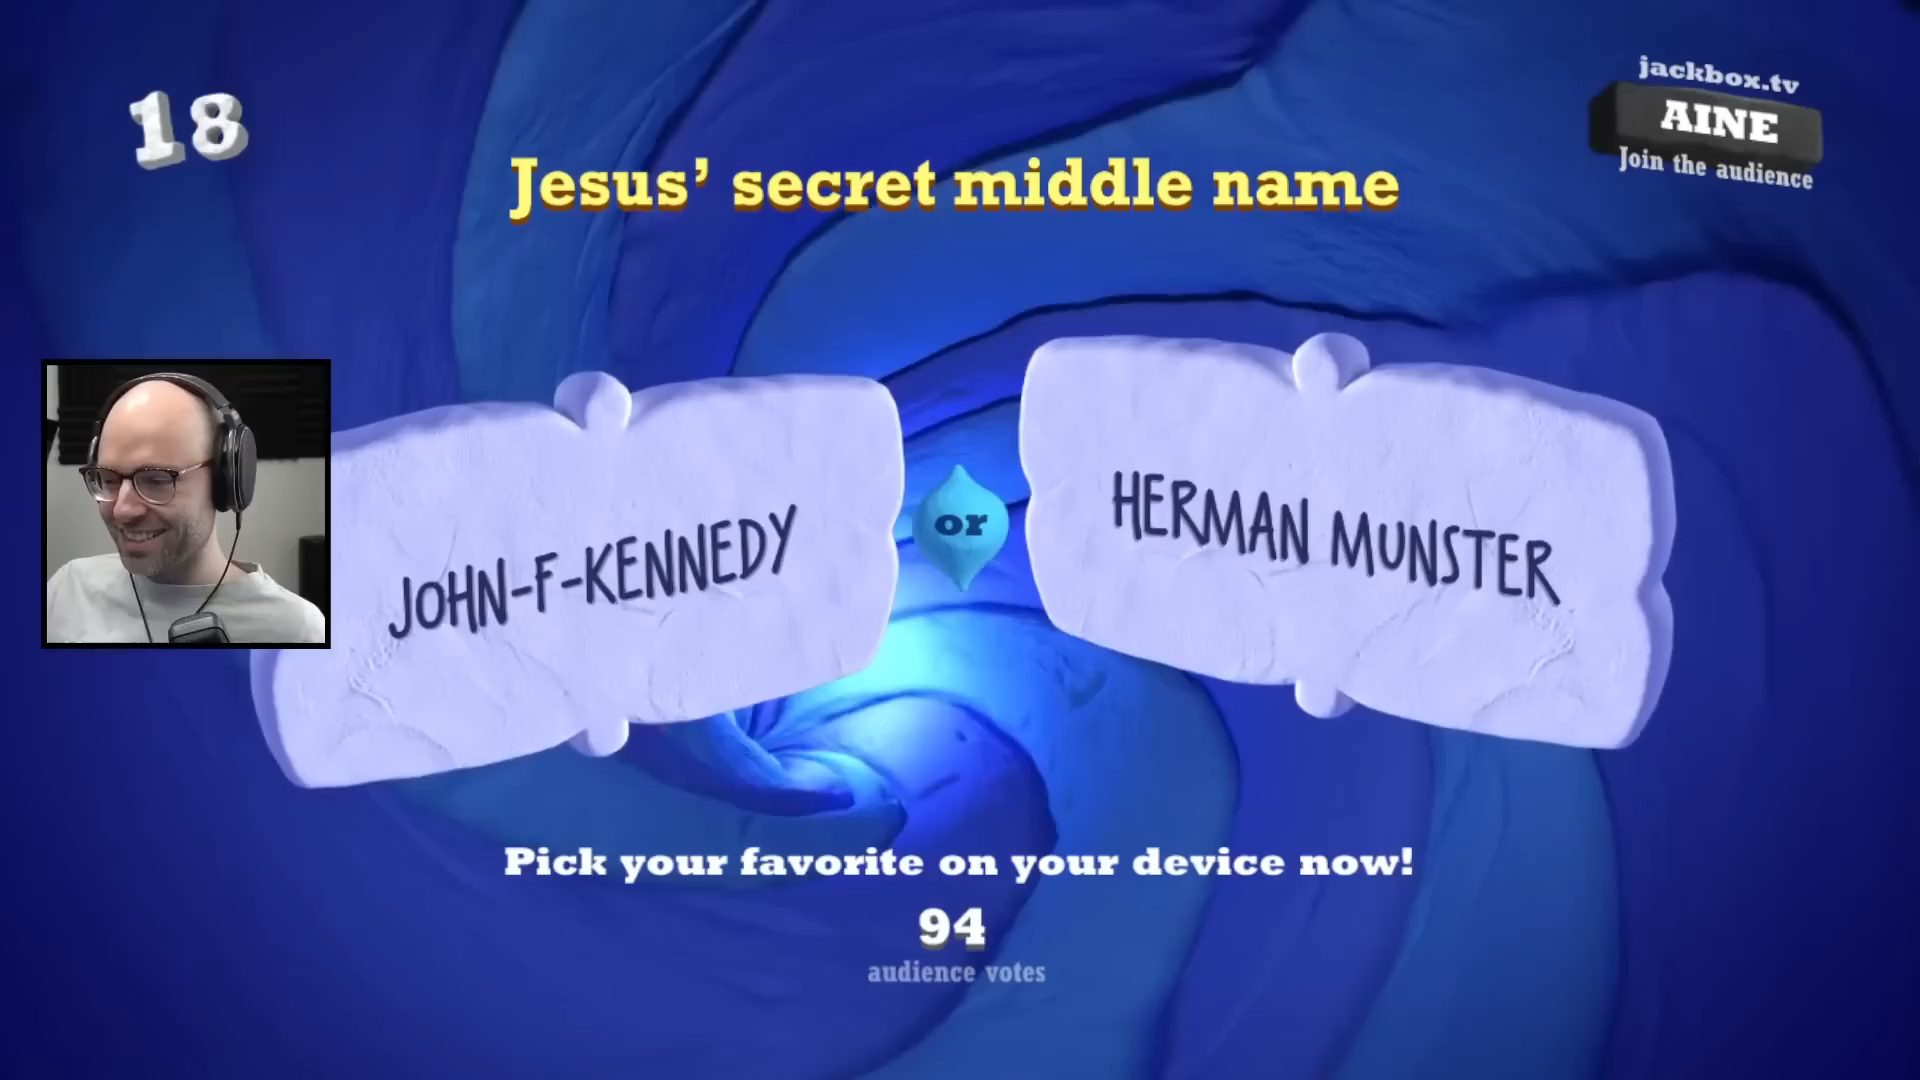 18
jackbox.tv
AINE
Join the audience
Jesus’ secret middle name
JOHN-F-KENNEDY
or
HERMAN MUNSTER
Pick your favorite on your device now!
94
audience votes